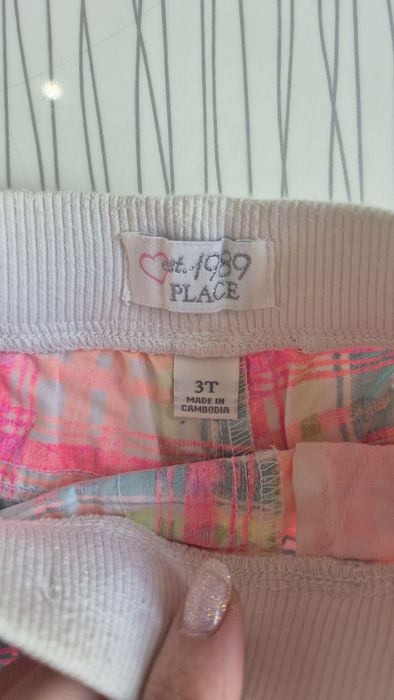 est. 1989
PLACE
3T
MADE IN
CAMBODIA